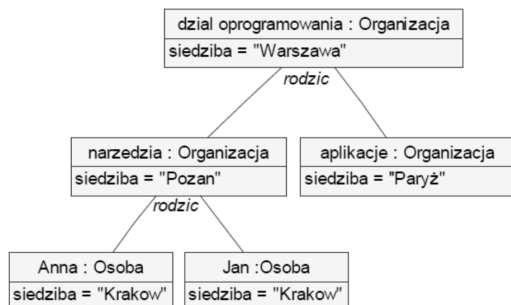 dzial oprogramowania : Organizacja
siedziba = "Warszawa"
rodzic
narzedzia : Organizacja
siedziba = "Pozan"
aplikacje : Organizacja
siedziba = "Paryż"
rodzic
Anna : Osoba
siedziba = "Krakow"
Jan :Osoba
siedziba = "Krakow"